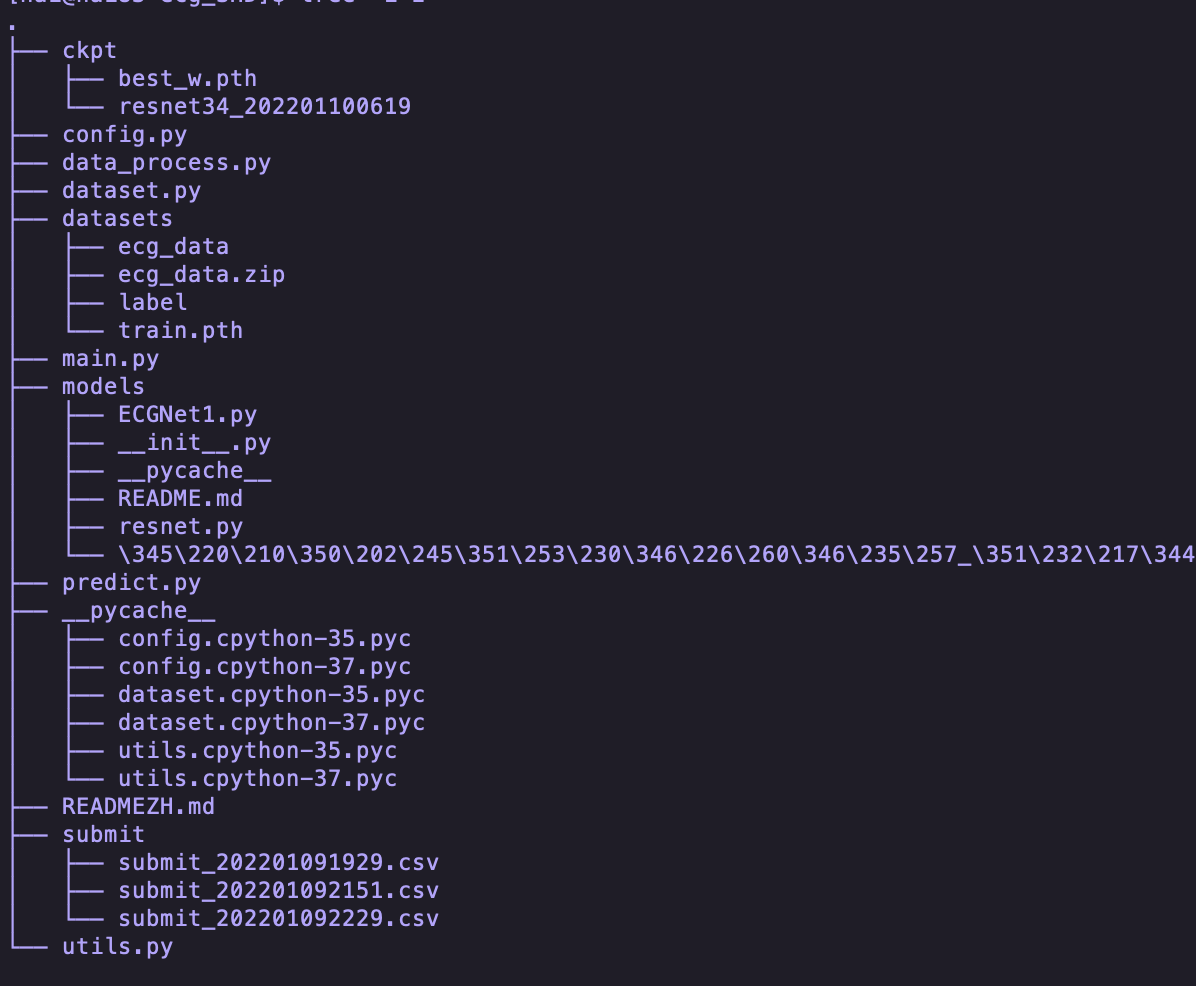 .
├── ckpt
│   ├── best_w.pth
│   └── resnet34_202201100619
├── config.py
├── data_process.py
├── dataset.py
├── datasets
│   ├── ecg_data
│   ├── ecg_data.zip
│   ├── label
│   └── train.pth
├── main.py
├── models
│   ├── ECGNet1.py
│   ├── __init__.py
│   ├── __pycache__
│   ├── README.md
│   ├── resnet.py
│   └── \345\220\210\350\202\245\351\253\230\346\226\260\346\235\257_\351\232\217\344
├── predict.py
├── __pycache__
│   ├── config.cpython-35.pyc
│   ├── config.cpython-37.pyc
│   ├── dataset.cpython-35.pyc
│   ├── dataset.cpython-37.pyc
│   ├── utils.cpython-35.pyc
│   └── utils.cpython-37.pyc
├── READMEZH.md
├── submit
│   ├── submit_202201091929.csv
│   ├── submit_202201092151.csv
│   └── submit_202201092229.csv
└── utils.py